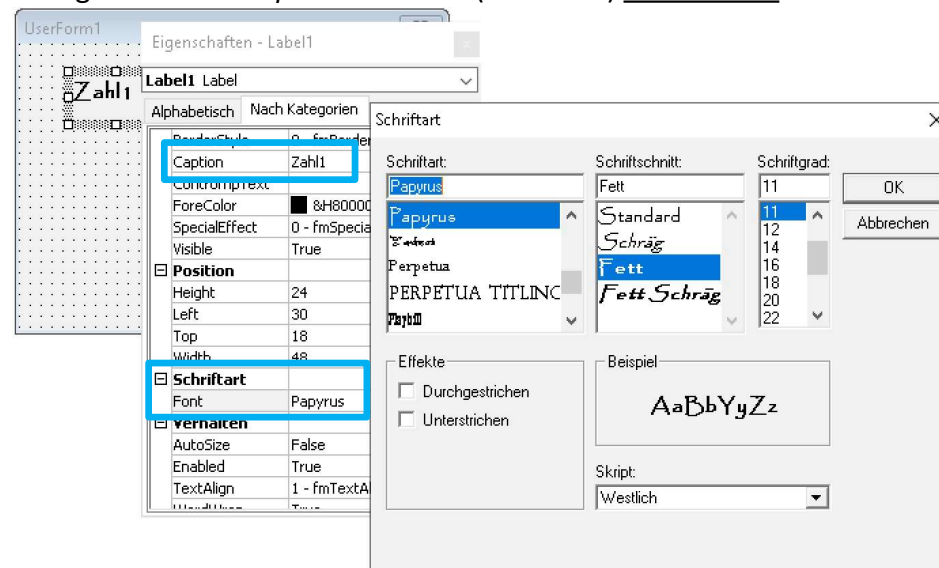 UserForm1
Zahl1
Eigenschaften - Label1
Label1 Label
Alphabetisch Nach Kategorien
Caption Zahl1
ForeColor &H80000
SpecialEffect 0 - fmSpecia
Visible True
Position
Height 24
Left 30
Top 18
Width 48
Schriftart
Font Papyrus
Verhalten
AutoSize False
Enabled True
TextAlign 1 - fmTextAl
Schriftart
Schriftart:
Papyrus
Papyrus
Perpetua
PERPETUA TITLING
Playbill
Schriftschnitt:
Fett
Standard
Schräg
Fett
Fett Schräg
Schriftgrad:
11
11
12
14
16
18
20
22
OK
Abbrechen
Effekte
Durchgestrichen
Unterstrichen
Beispiel
AaBbYyZz
Skript:
Westlich